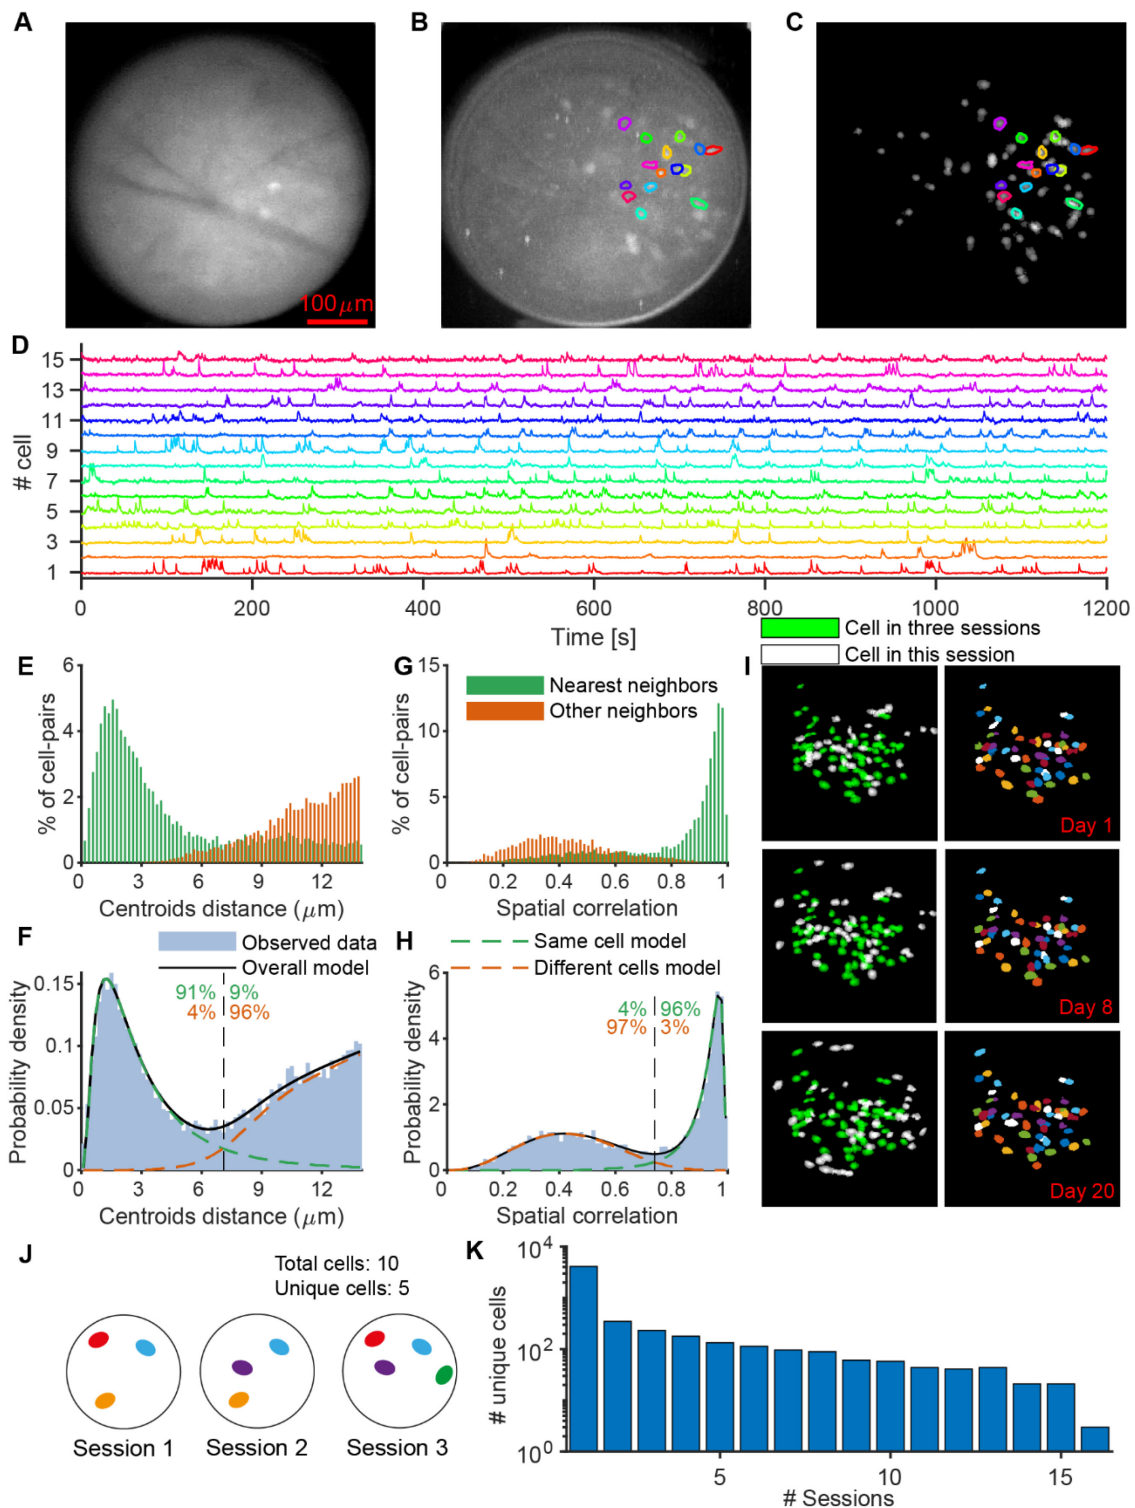 A
B
C
100μm
D
15
13
11
9
7
5
3
1
# cell
0 200 400 600 800 1000 1200
Time [s]
Cell in three sessions
Cell in this session
E
6
4
2
0
% of cell-pairs
3 6 9 12
Centroids distance (μm)
G
15
10
5
0
% of cell-pairs
Nearest neighbors
Other neighbors
0 0.2 0.4 0.6 0.8 1
Spatial correlation
I
Day 1
Day 8
Day 20
F
Observed data
Overall model
0.15
0.1
0.05
0
Probability density
91% 9%
4% 96%
0 3 6 9 12
Centroids distance (μm)
H
Same cell model
Different cells model
6
4
2
0
Probability density
4% 96%
97% 3%
0 0.2 0.4 0.6 0.8 1
Spatial correlation
J
Total cells: 10
Unique cells: 5
Session 1
Session 2
Session 3
K
10⁴
10²
10⁰
# unique cells
5 10 15
# Sessions